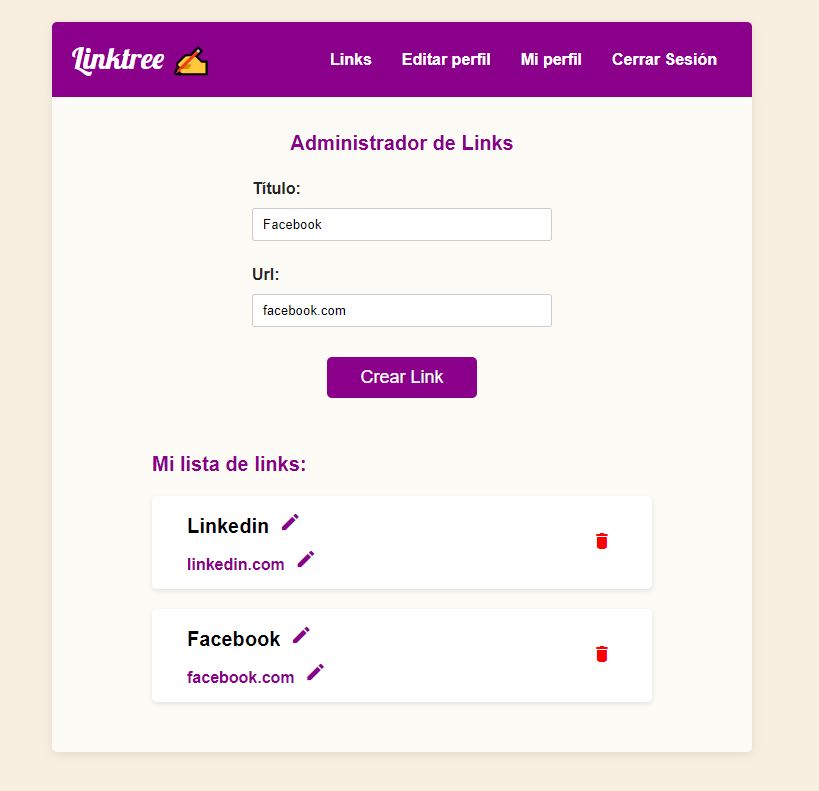 Linktree
Links Editar perfil Mi perfil Cerrar Sesión
Administrador de Links
Título:
Facebook
Url:
facebook.com
Crear Link
Mi lista de links:
Linkedin
linkedin.com
Facebook
facebook.com